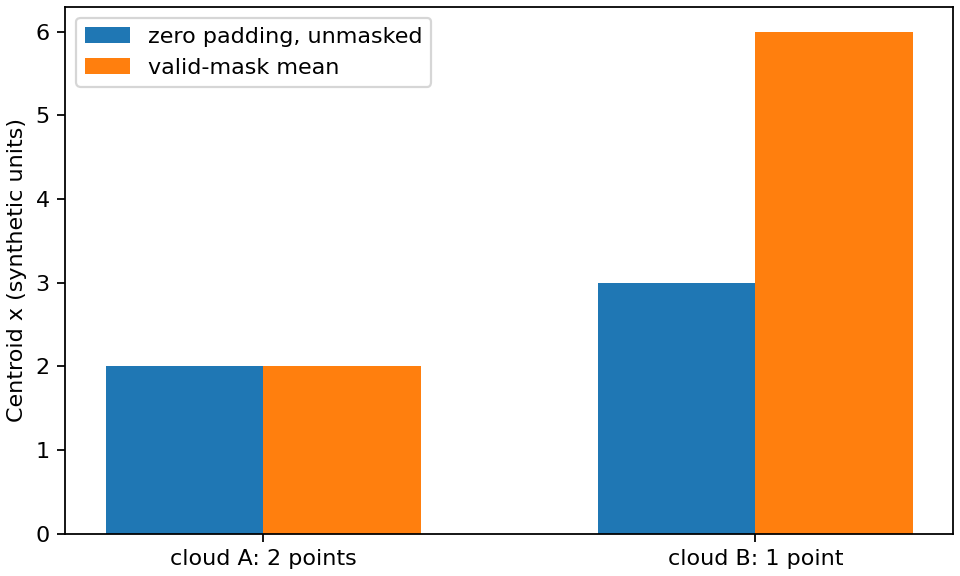 zero padding, unmasked
valid-mask mean
Centroid x (synthetic units)
6
5
4
3
2
1
0
cloud A: 2 points
cloud B: 1 point